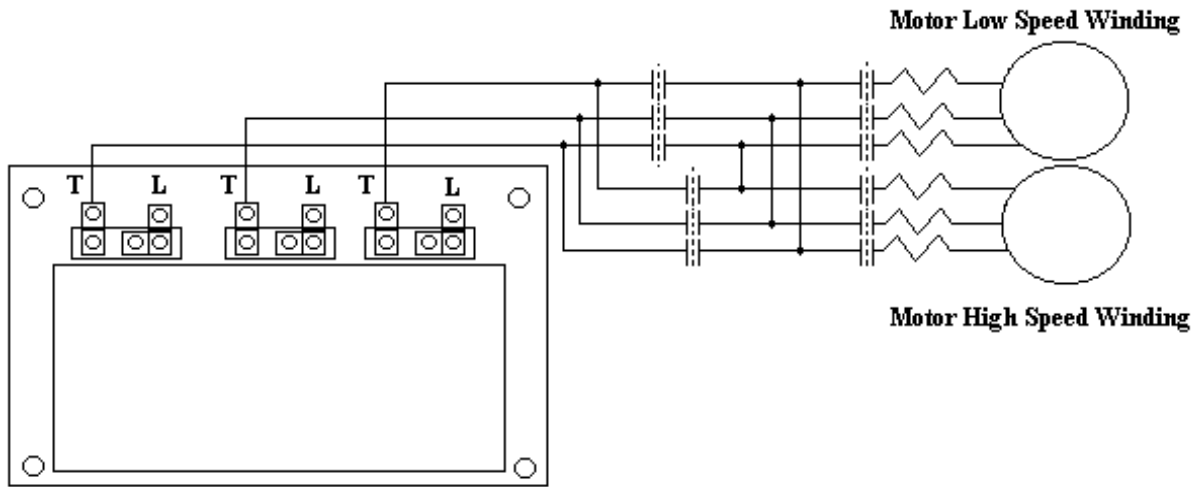 Motor Low Speed Winding
T L T L T L
Motor High Speed Winding